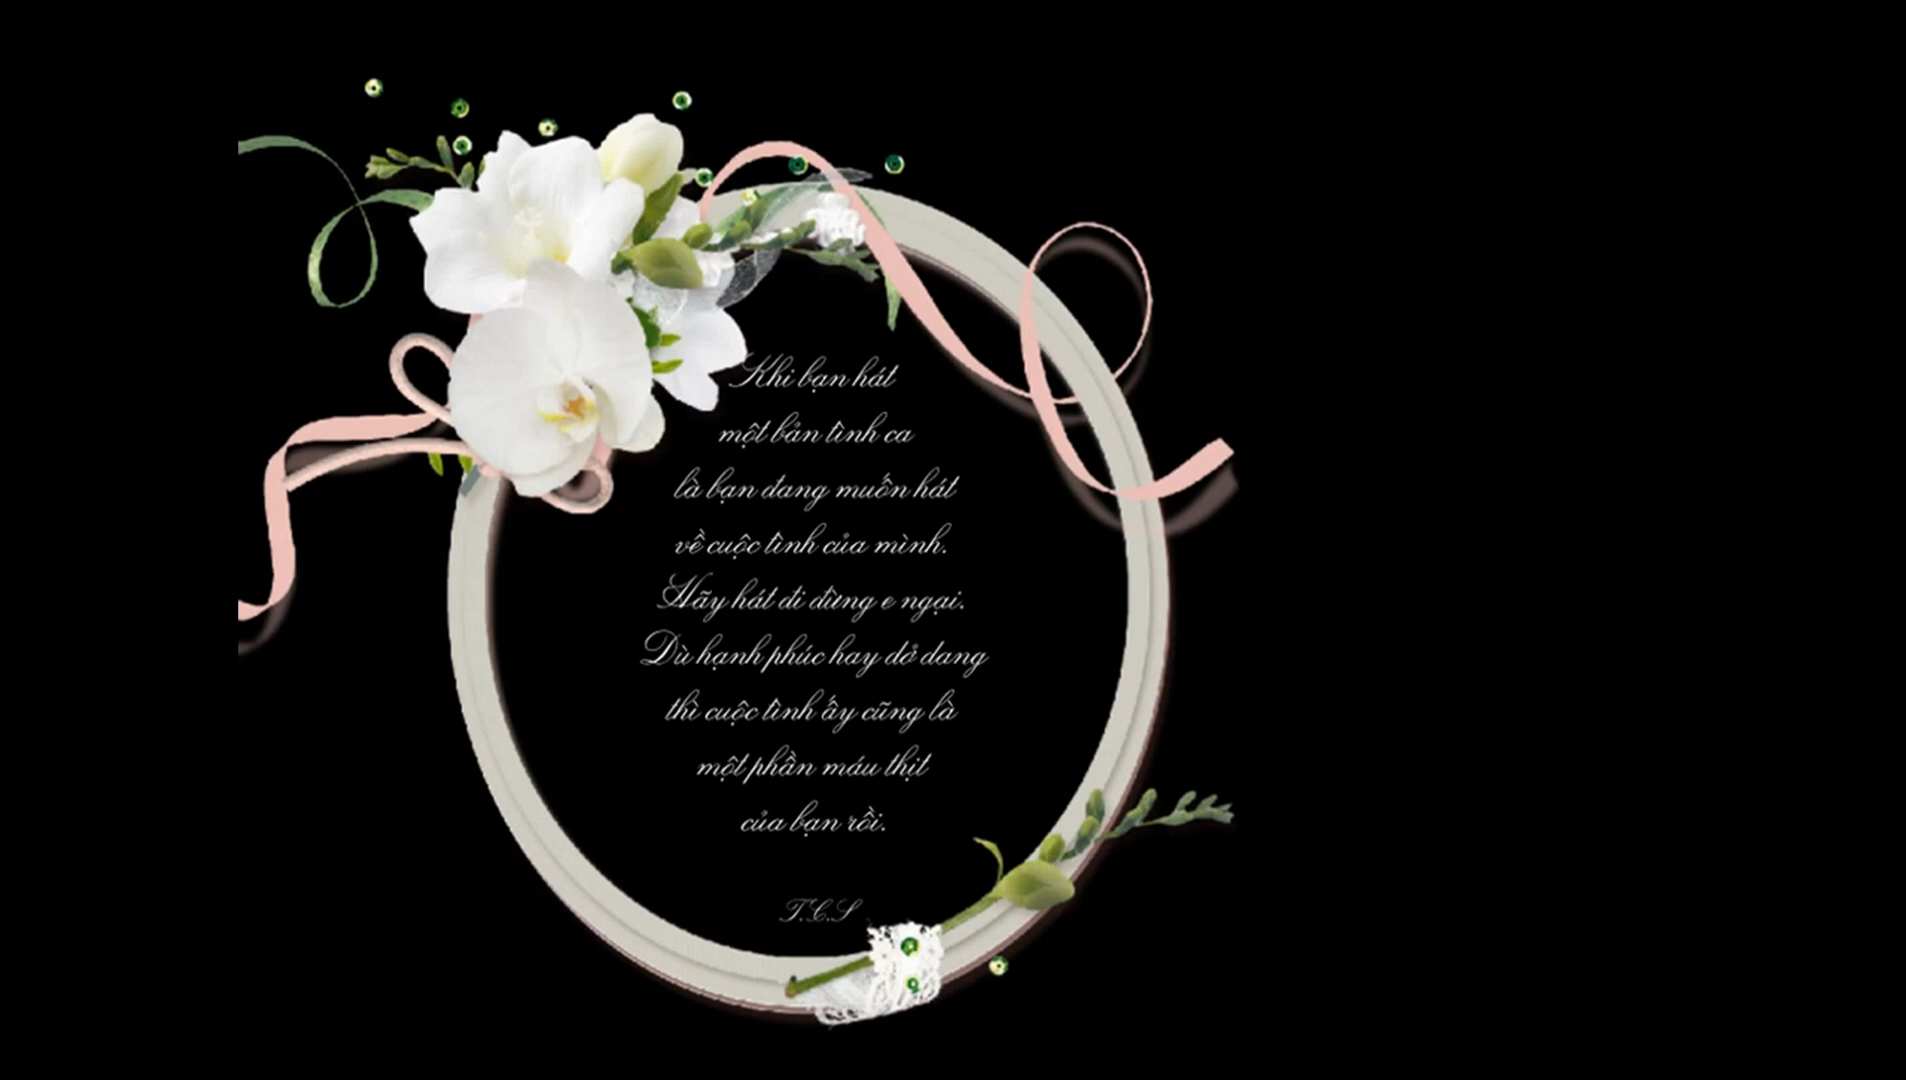 Khi bạn hát
một bản tình ca
là bạn đang muốn hát
về cuộc tình của mình.
Hãy hát đi đừng e ngại.
Dù hạnh phúc hay dở dang
thì cuộc tình ấy cũng là
một phần máu thịt
của bạn rồi.
T.C.S